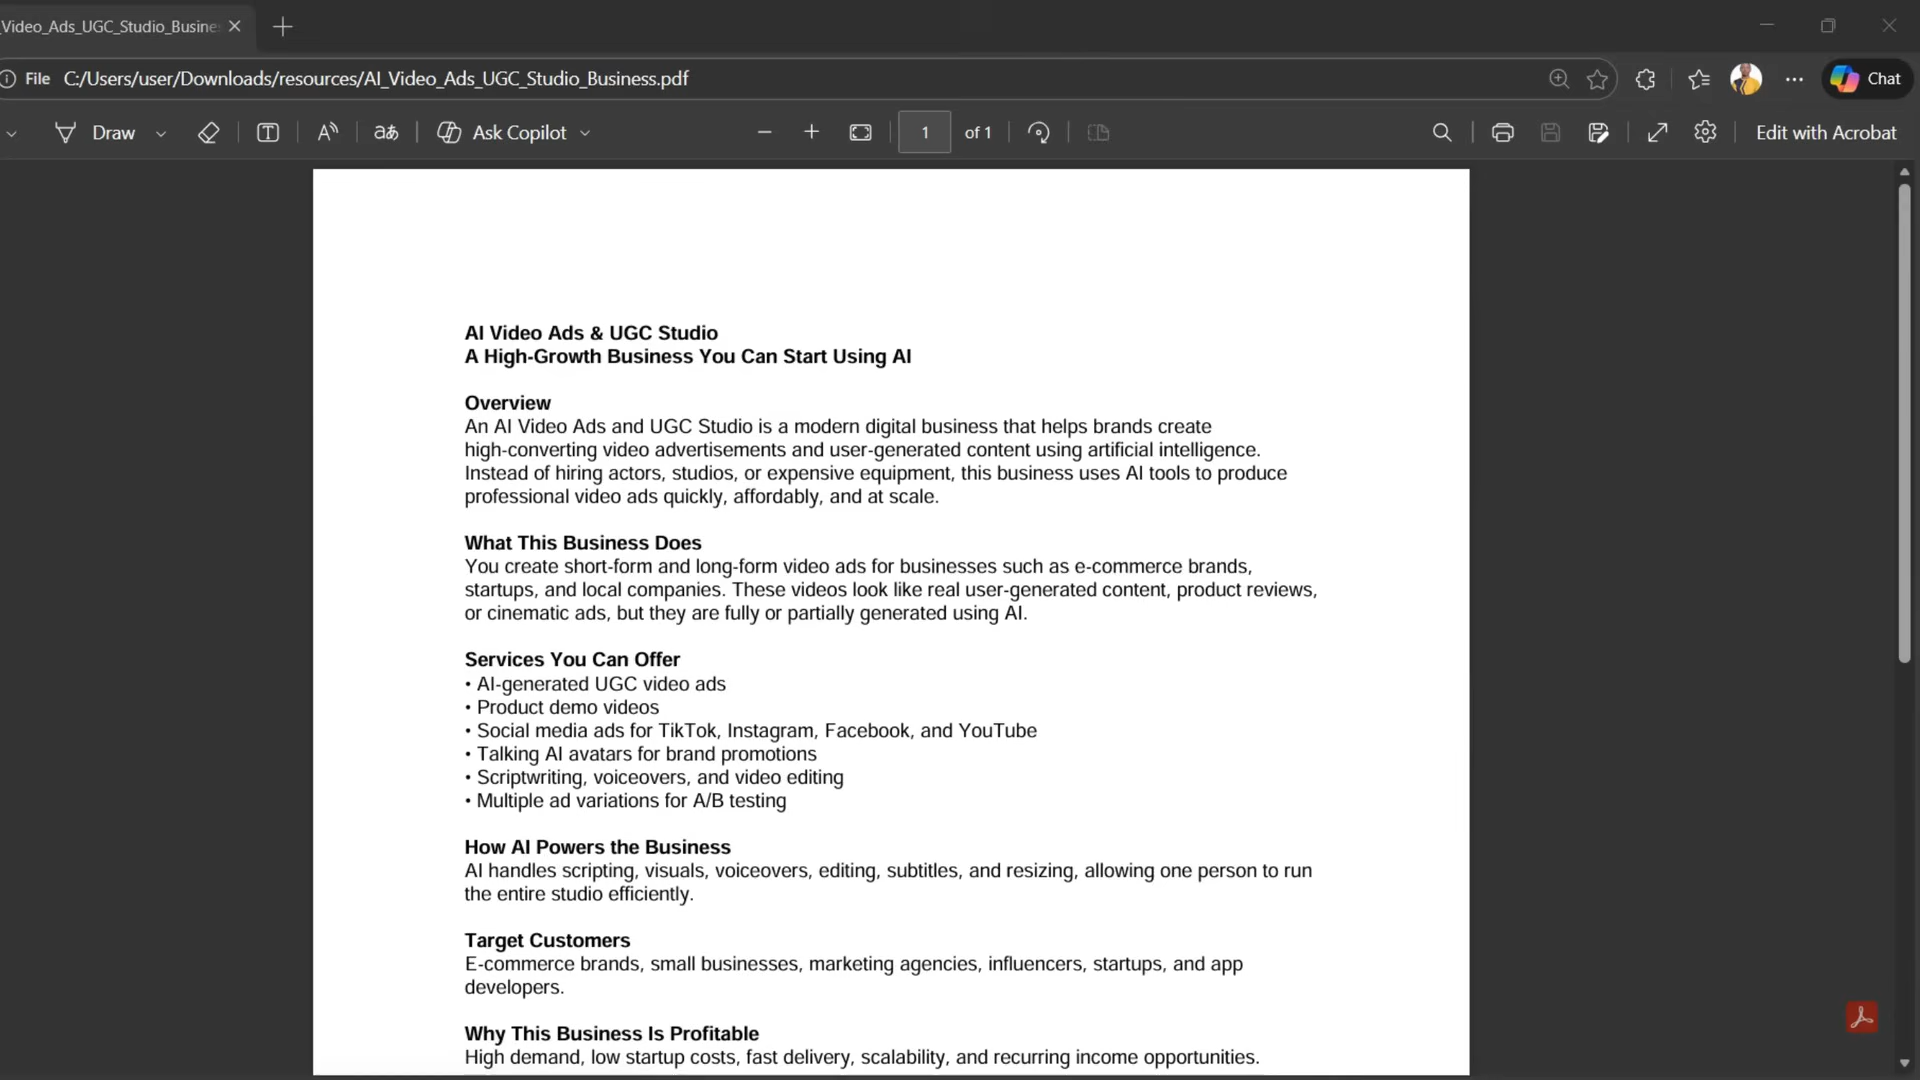 _Video_Ads_UGC_Studio_Busine
File C:/Users/user/Downloads/resources/AI_Video_Ads_UGC_Studio_Business.pdf
Chat
Draw
Ask Copilot
1 of 1
Edit with Acrobat
AI Video Ads & UGC Studio
A High-Growth Business You Can Start Using AI
Overview
An AI Video Ads and UGC Studio is a modern digital business that helps brands create
high-converting video advertisements and user-generated content using artificial intelligence.
Instead of hiring actors, studios, or expensive equipment, this business uses AI tools to produce
professional video ads quickly, affordably, and at scale.
What This Business Does
You create short-form and long-form video ads for businesses such as e-commerce brands,
startups, and local companies. These videos look like real user-generated content, product reviews,
or cinematic ads, but they are fully or partially generated using AI.
Services You Can Offer
• AI-generated UGC video ads
• Product demo videos
• Social media ads for TikTok, Instagram, Facebook, and YouTube
• Talking AI avatars for brand promotions
• Scriptwriting, voiceovers, and video editing
• Multiple ad variations for A/B testing
How AI Powers the Business
AI handles scripting, visuals, voiceovers, editing, subtitles, and resizing, allowing one person to run
the entire studio efficiently.
Target Customers
E-commerce brands, small businesses, marketing agencies, influencers, startups, and app
developers.
Why This Business Is Profitable
High demand, low startup costs, fast delivery, scalability, and recurring income opportunities.